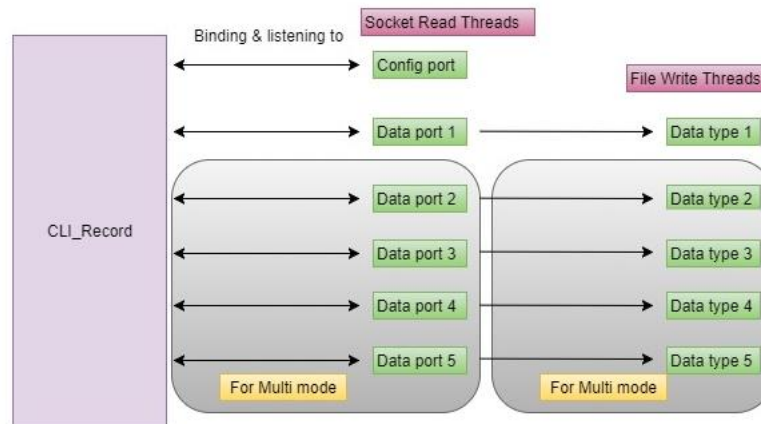 Socket Read Threads
Binding & listening to
Config port
File Write Threads
Data port 1
Data type 1
Data port 2
Data type 2
CLI_Record
Data port 3
Data type 3
Data port 4
Data type 4
Data port 5
Data type 5
For Multi mode
For Multi mode